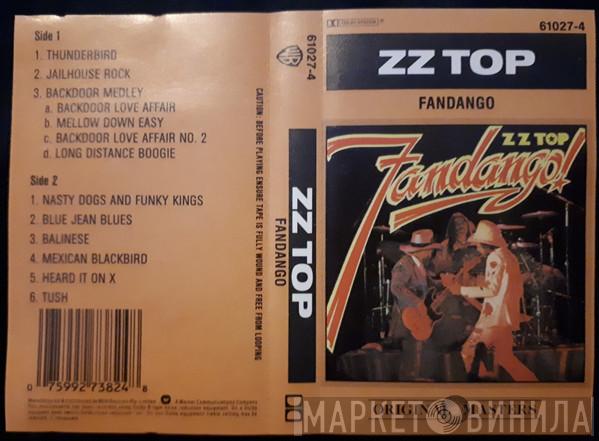 Side 1
1. THUNDERBIRD
2. JAILHOUSE ROCK
3. BACKDOOR MEDLEY
a. BACKDOOR LOVE AFFAIR
b. MELLOW DOWN EASY
c. BACKDOOR LOVE AFFAIR NO. 2
d. LONG DISTANCE BOOGIE
Side 2
1. NASTY DOGS AND FUNKY KINGS
2. BLUE JEAN BLUES
3. BALINESE
4. MEXICAN BLACKBIRD
5. HEARD IT ON X
6. TUSH
0 75992 73824 8
CAUTION: BEFORE PLAYING ENSURE TAPE IS FULLY WOUND AND FREE FROM LOOPING
61027-4
ZZ TOP
FANDANGO
61027-4
ZZ TOP
FANDANGO
ZZ TOP
Fandango!
ORIGINAL MASTERS
МАРКЕТ ВИНИЛА